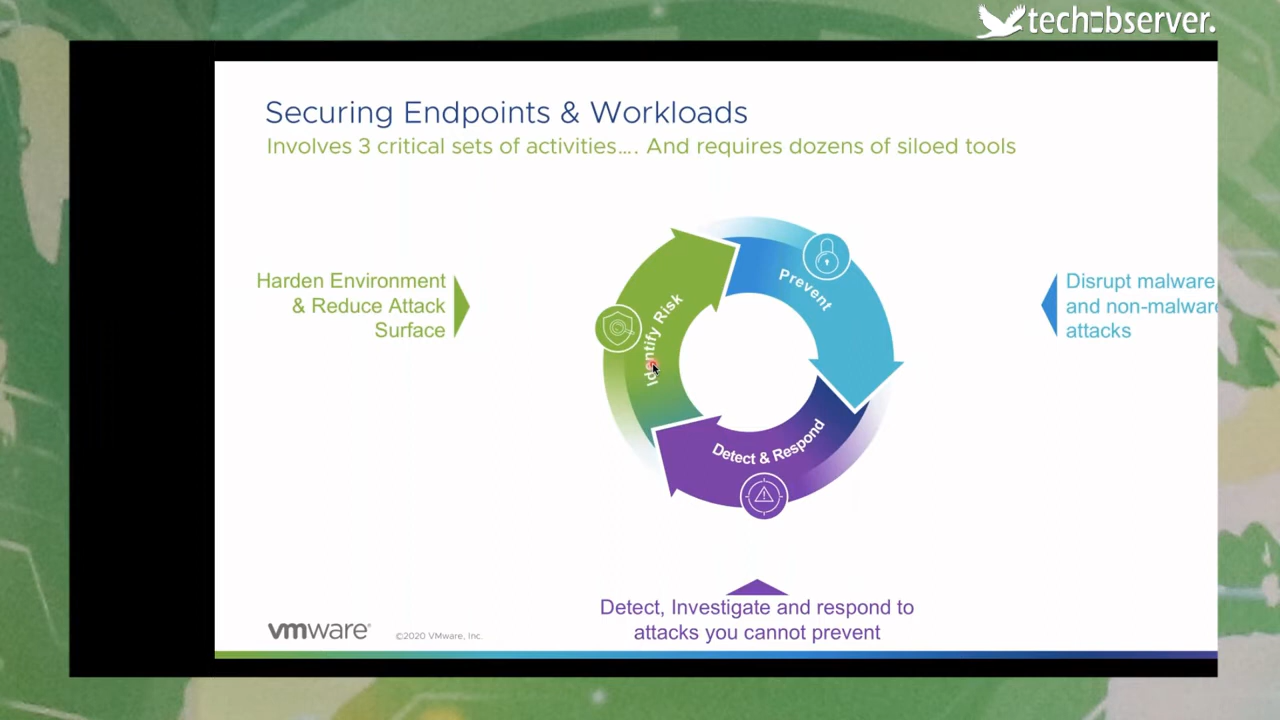 techobserver.
Securing Endpoints & Workloads
Involves 3 critical sets of activities.... And requires dozens of siloed tools
Harden Environment
& Reduce Attack
Surface
Identify Risk
Prevent
Detect & Respond
Disrupt malware
and non-malware
attacks
Detect, Investigate and respond to
attacks you cannot prevent
vmware®
©2020 VMware, Inc.